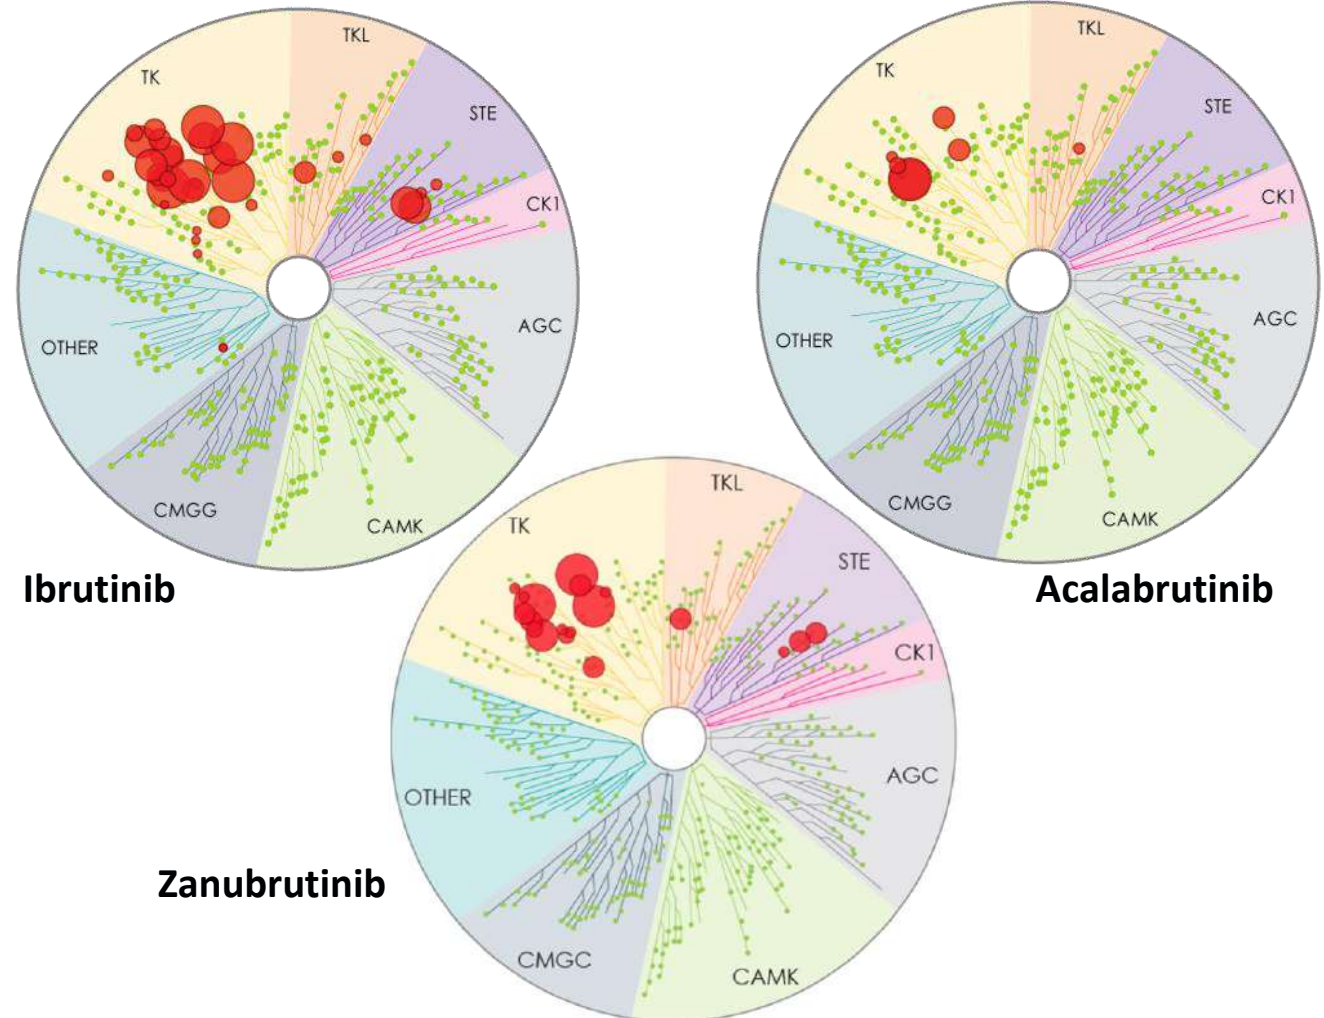 TKL
TK
STE
CK1
AGC
OTHER
CMGG
CAMK
Ibrutinib
TKL
TK
STE
CK1
AGC
OTHER
CMGG
CAMK
Acalabrutinib
TKL
TK
STE
CK1
AGC
OTHER
CMGC
CAMK
Zanubrutinib